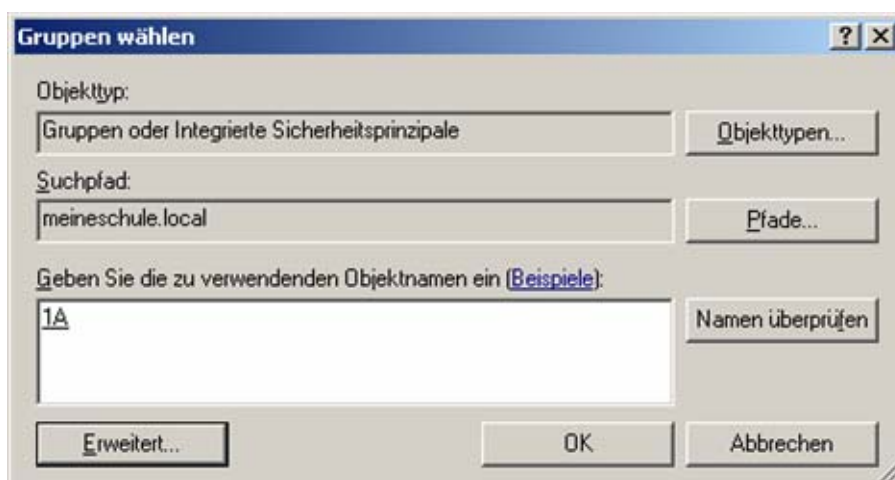 Gruppen wählen
Objekttyp:
Gruppen oder Integrierte Sicherheitsprinzipale
Objekttypen...
Suchpfad:
meineschule.local
Pfade...
Geben Sie die zu verwendenden Objektnamen ein (Beispiele):
1A
Namen überprüfen
Erweitert...
OK
Abbrechen